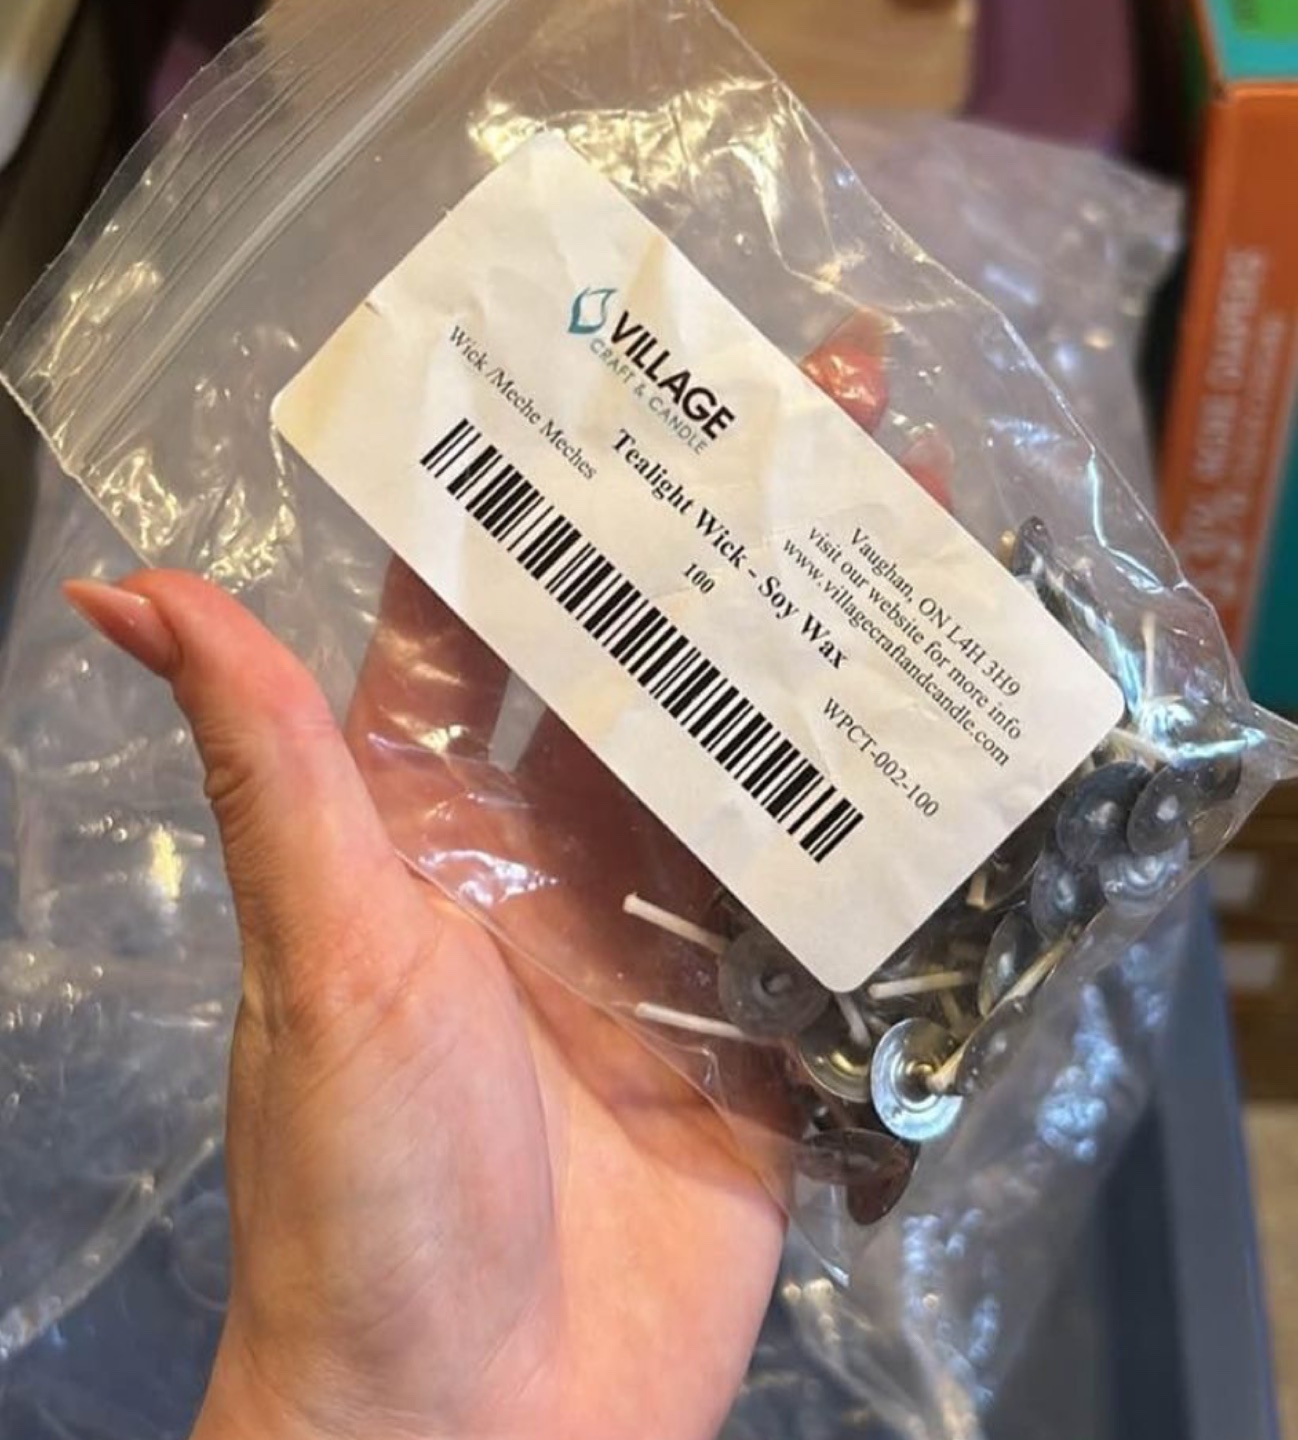 VILLAGE
CRAFT & CANDLE
Wick /Meche Meches
Tealight Wick - Soy Wax
100
Vaughan, ON L4H 3H9
visit our website for more info
www.villagecraftandcandle.com
WPCT-002-100